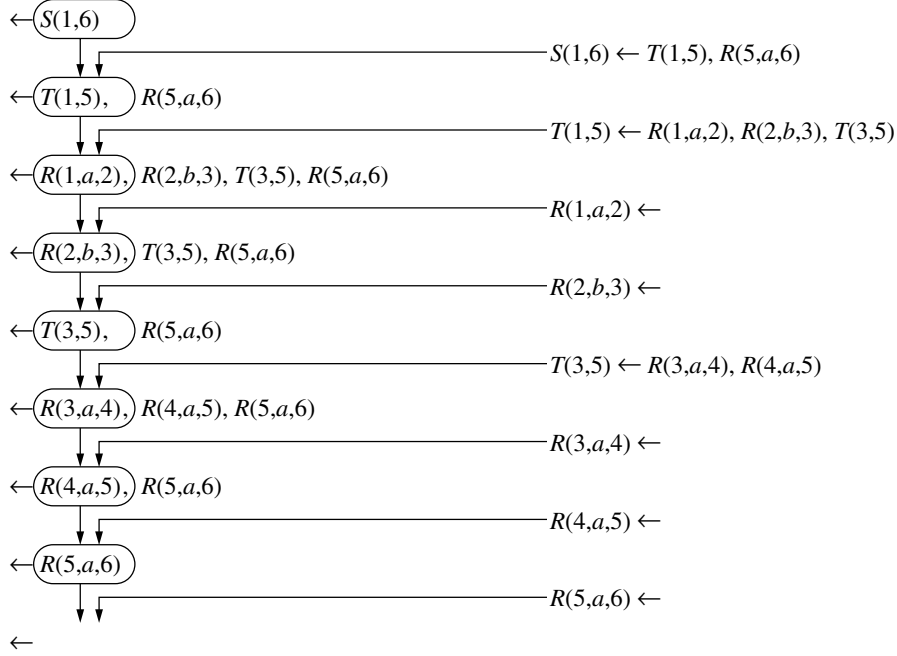 ← S(1,6)
S(1,6) ← T(1,5), R(5,a,6)
← T(1,5), R(5,a,6)
T(1,5) ← R(1,a,2), R(2,b,3), T(3,5)
← R(1,a,2), R(2,b,3), T(3,5), R(5,a,6)
R(1,a,2) ←
← R(2,b,3), T(3,5), R(5,a,6)
R(2,b,3) ←
← T(3,5), R(5,a,6)
T(3,5) ← R(3,a,4), R(4,a,5)
← R(3,a,4), R(4,a,5), R(5,a,6)
R(3,a,4) ←
← R(4,a,5), R(5,a,6)
R(4,a,5) ←
← R(5,a,6)
R(5,a,6) ←
←